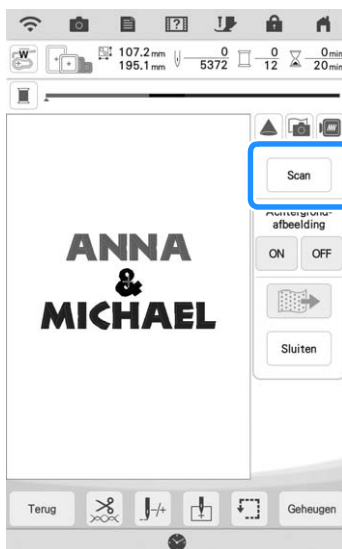 W
107.2 mm
195.1 mm
0
5372
0
12
0 min
20 min
Scan
Achtergrond-
afbeelding
ON OFF
ANNA
&
MICHAEL
Sluiten
Terug
-/+
Geheugen